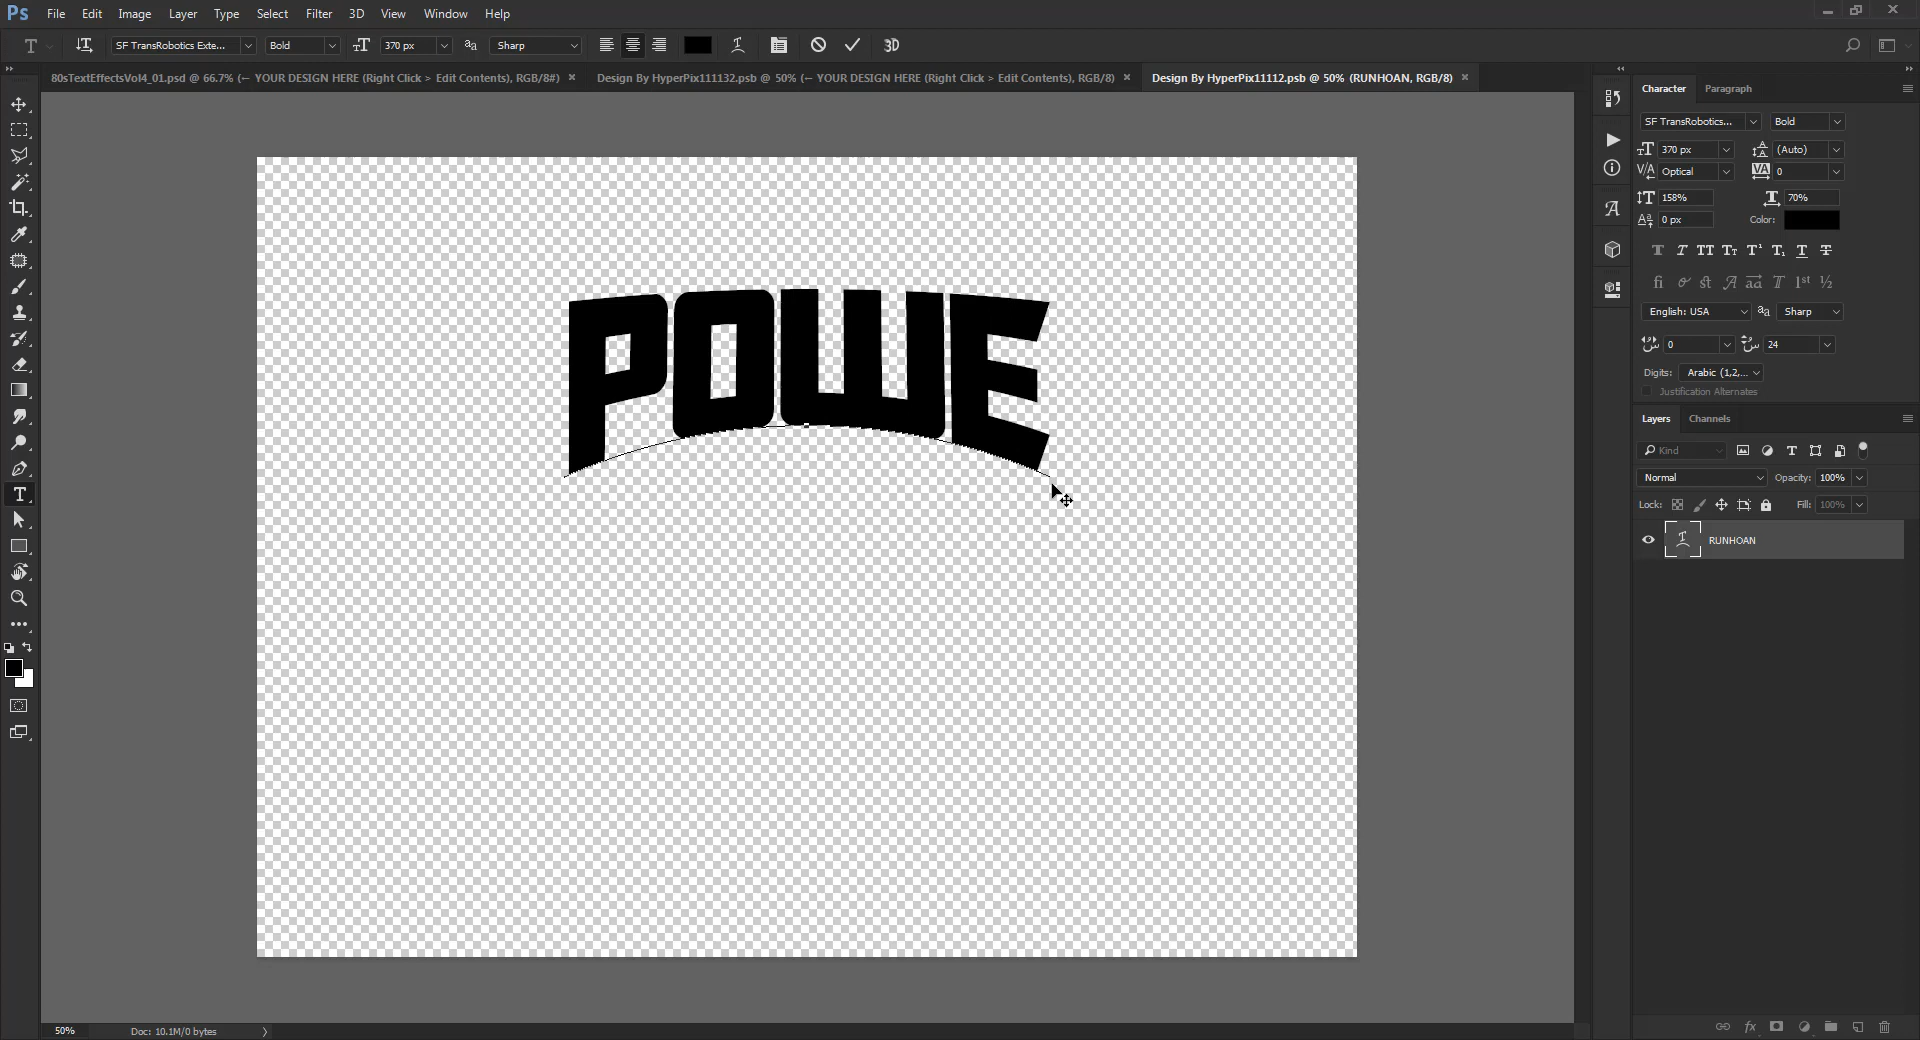 Ps File Edit Image Layer Type Select Filter 3D View Window Help
SF TransRobotics Exte... Bold 370 px Sharp 3D
80sTextEffectsVol4_01.psd @ 66.7% (-- YOUR DESIGN HERE (Right Click > Edit Contents), RGB/8#) × Design By HyperPix111132.psb @ 50% (-- YOUR DESIGN HERE (Right Click > Edit Contents), RGB/8) × Design By HyperPix11112.psb @ 50% (RUNHOAN, RGB/8) ×
POWE
Character Paragraph
SF TransRobotics... Bold
370 px (Auto)
Optical 0
158% 70%
0 px Color:
English: USA Sharp
0 24
Digits: Arabic (1,2,...
Justification Alternates
Layers Channels
Kind
Normal Opacity: 100%
Lock: Fill: 100%
RUNHOAN
50% Doc: 10.1M/0 bytes